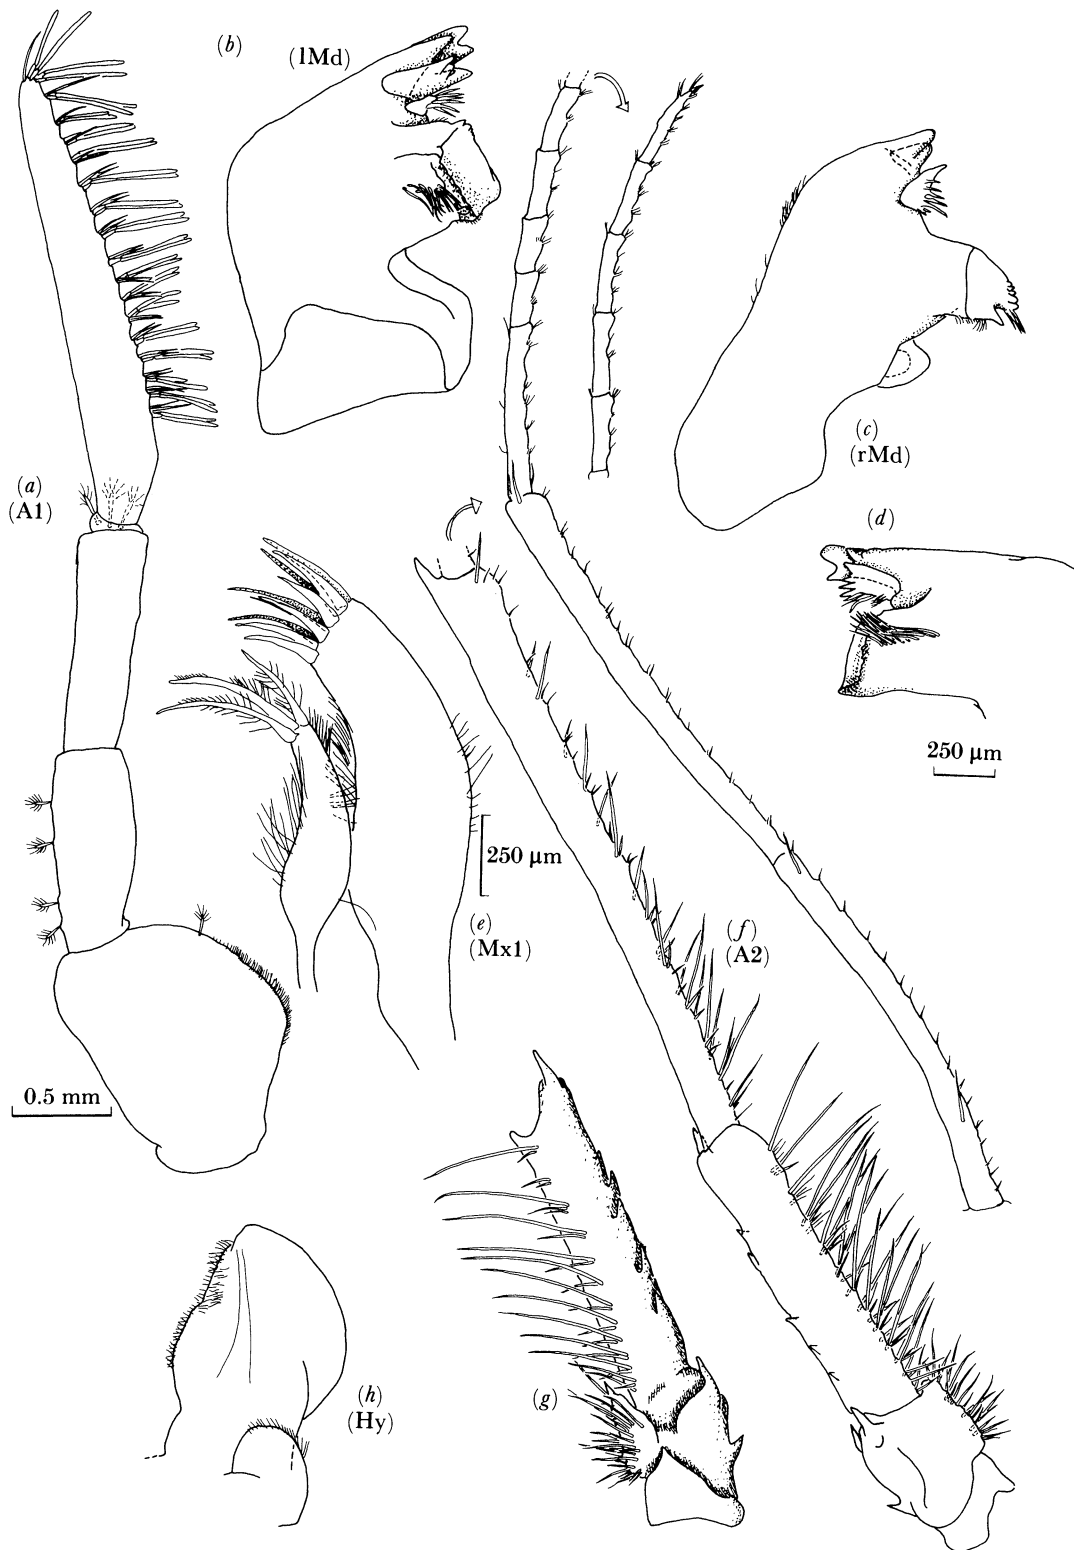 (b)
(lMd)
(a)
(A1)
(c)
(rMd)
(d)
250 μm
250 μm
(e)
(Mx1)
(f)
(A2)
0.5 mm
(g)
(h)
(Hy)